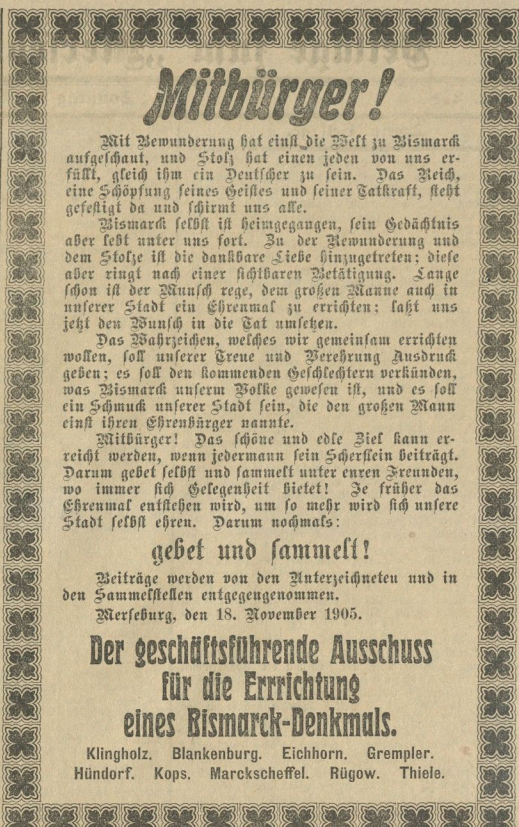 Mitbürger!
Mit Bewunderung hat einst die Welt zu Bismarck
aufgeschaut, und Stolz hat einen jeden von uns er-
füllt, gleich ihm ein Deutscher zu sein. Das Reich,
eine Schöpfung seines Geistes und seiner Tatkraft, steht
gefestigt da und schirmt uns alle.
Bismarck selbst ist heimgegangen, sein Gedächtnis
aber lebt unter uns fort. Zu der Bewunderung und
dem Stolze ist die dankbare Liebe hinzugetreten; diese
aber ringt nach einer sichtbaren Betätigung. Lange
schon ist der Wunsch rege, dem großen Manne auch in
unserer Stadt ein Ehrenmal zu errichten; laßt uns
jetzt den Wunsch in die Tat umsetzen.
Das Wahrzeichen, welches wir gemeinsam errichten
wollen, soll unserer Treue und Verehrung Ausdruck
geben; es soll den kommenden Geschlechtern verkünden,
was Bismarck unserm Volke gewesen ist, und es soll
ein Schmuck unserer Stadt sein, die den großen Mann
einst ihren Ehrenbürger nannte.
Mitbürger! Das schöne und edle Ziel kann er-
reicht werden, wenn jedermann sein Scherflein beiträgt.
Darum gebet selbst und sammelt unter euren Freunden,
wo immer sich Gelegenheit bietet! Je früher das
Ehrenmal entstehen wird, um so mehr wird sich unsere
Stadt selbst ehren. Darum nochmals:
gebet und sammelt!
Beiträge werden von den Unterzeichneten und in
den Sammelstellen entgegengenommen.
Merseburg, den 18. November 1905.
Der geschäftsführende Ausschuss
für die Errrichtung
eines Bismarck-Denkmals.
Klingholz. Blankenburg. Eichhorn. Grempler.
Hündorf. Kops. Marckscheffel. Rügow. Thiele.